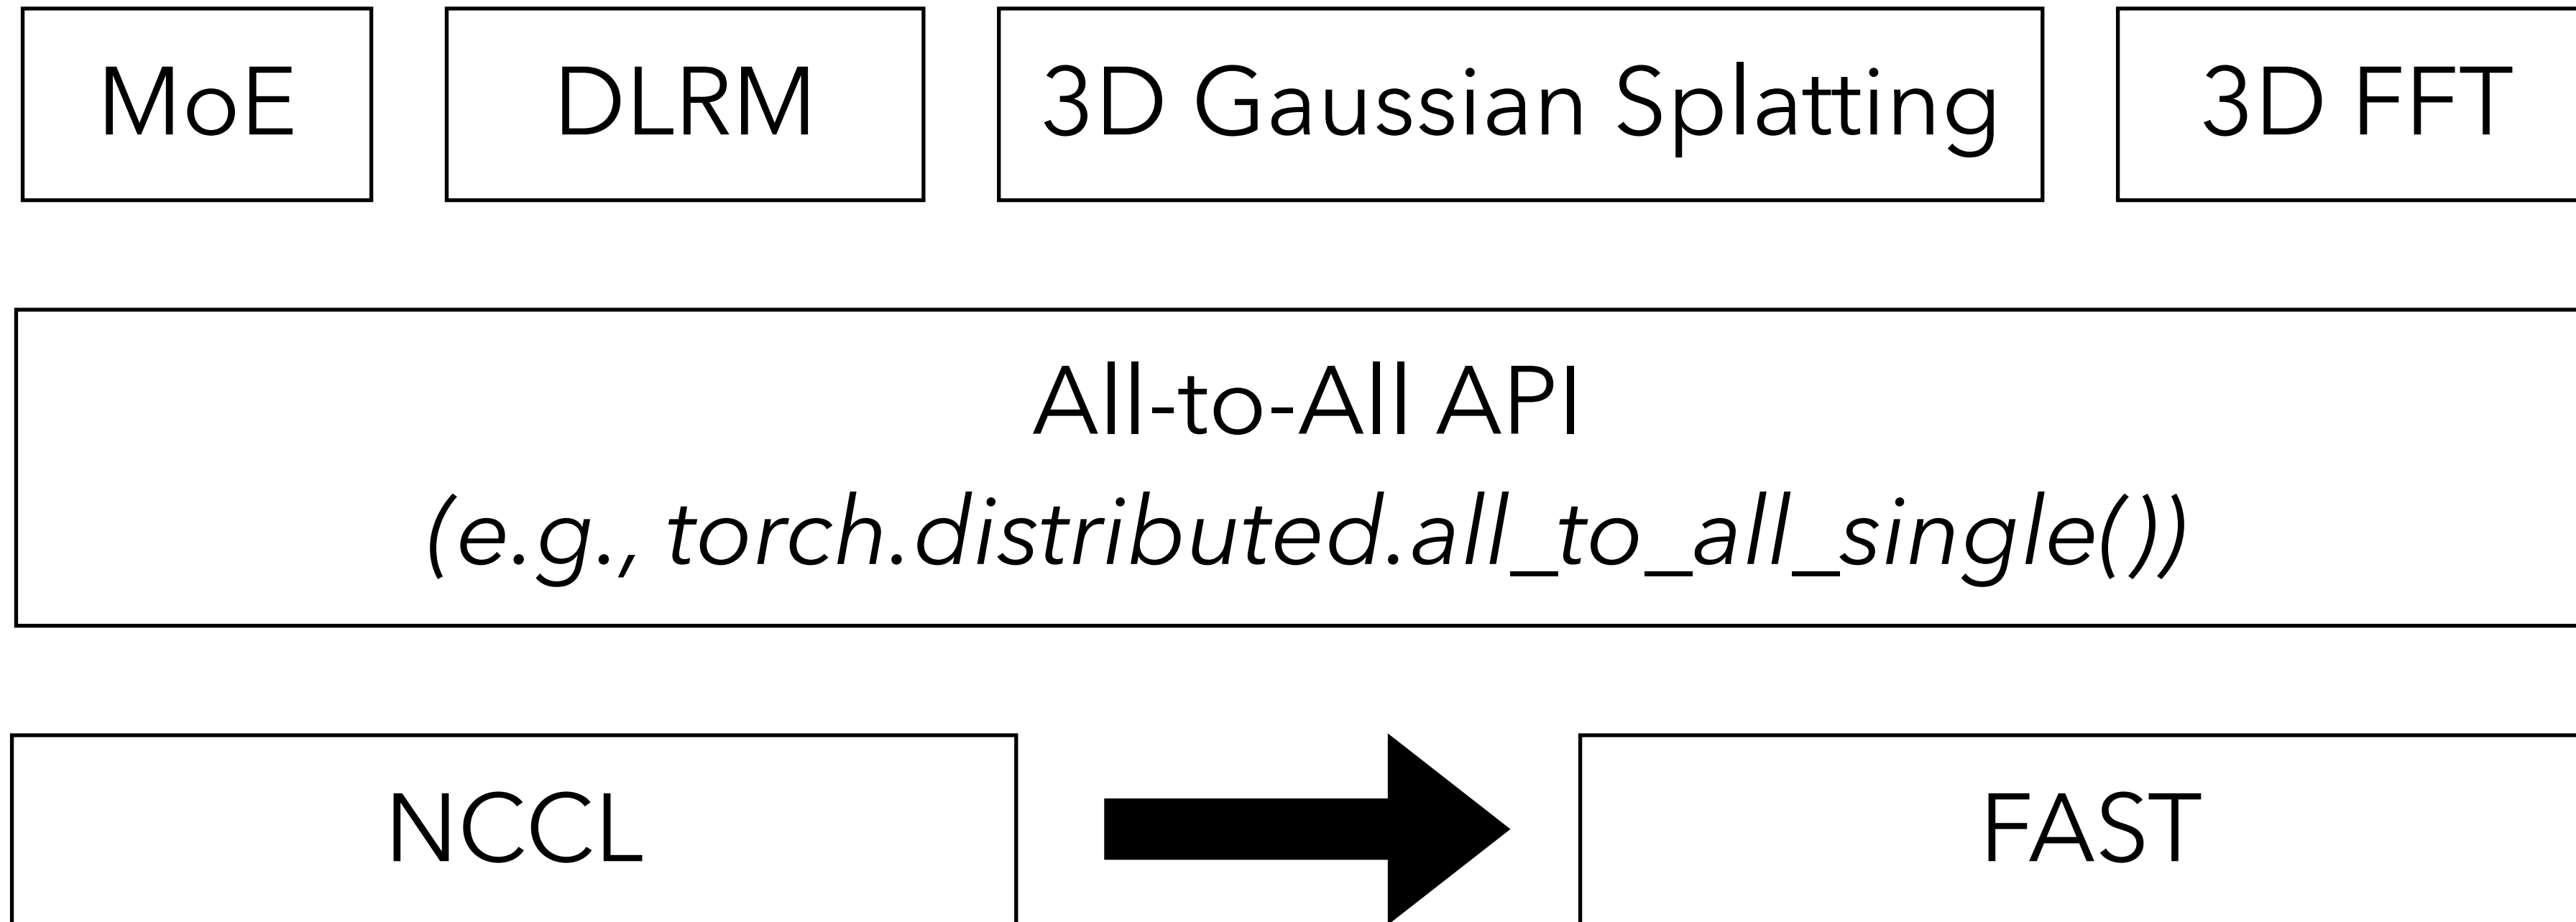 MoE
DLRM
3D Gaussian Splatting
3D FFT
All-to-All API
(e.g., torch.distributed.all_to_all_single())
NCCL
FAST